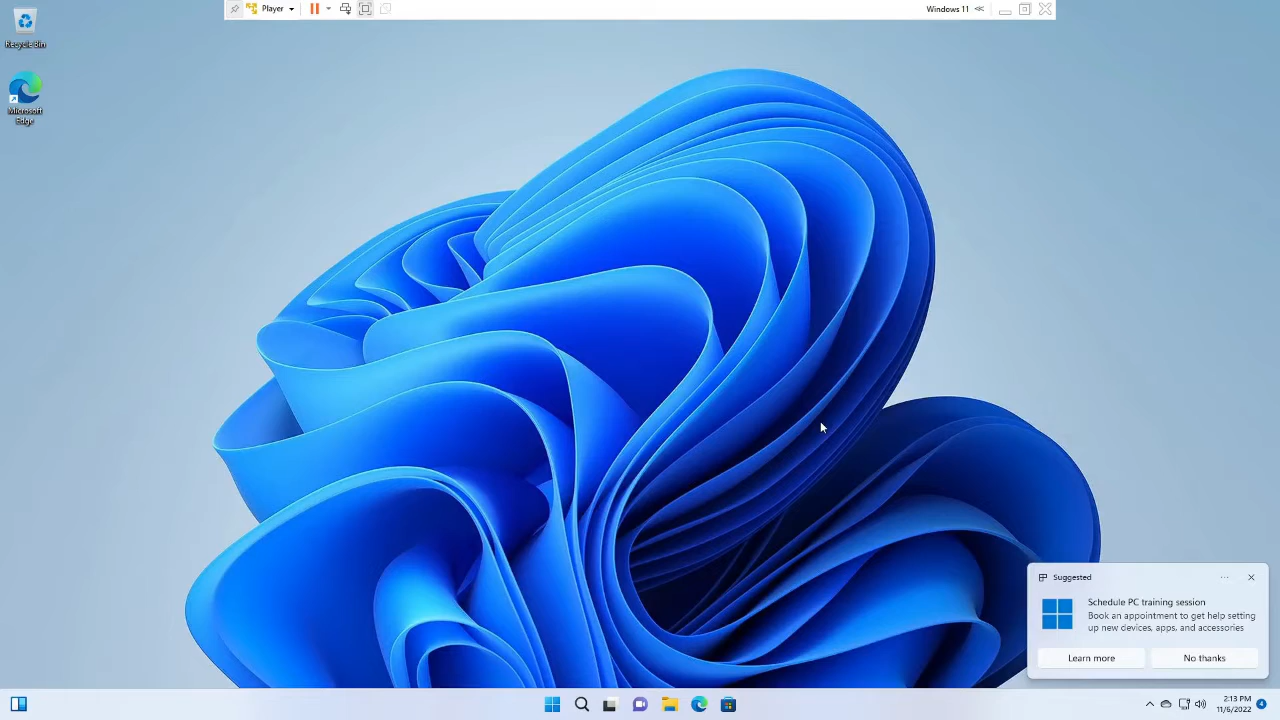 Player
Windows 11
Recycle Bin
Microsoft
Edge
Suggested
Schedule PC training session
Book an appointment to get help setting
up new devices, apps, and accessories
Learn more
No thanks
2:13 PM
11/6/2022
4